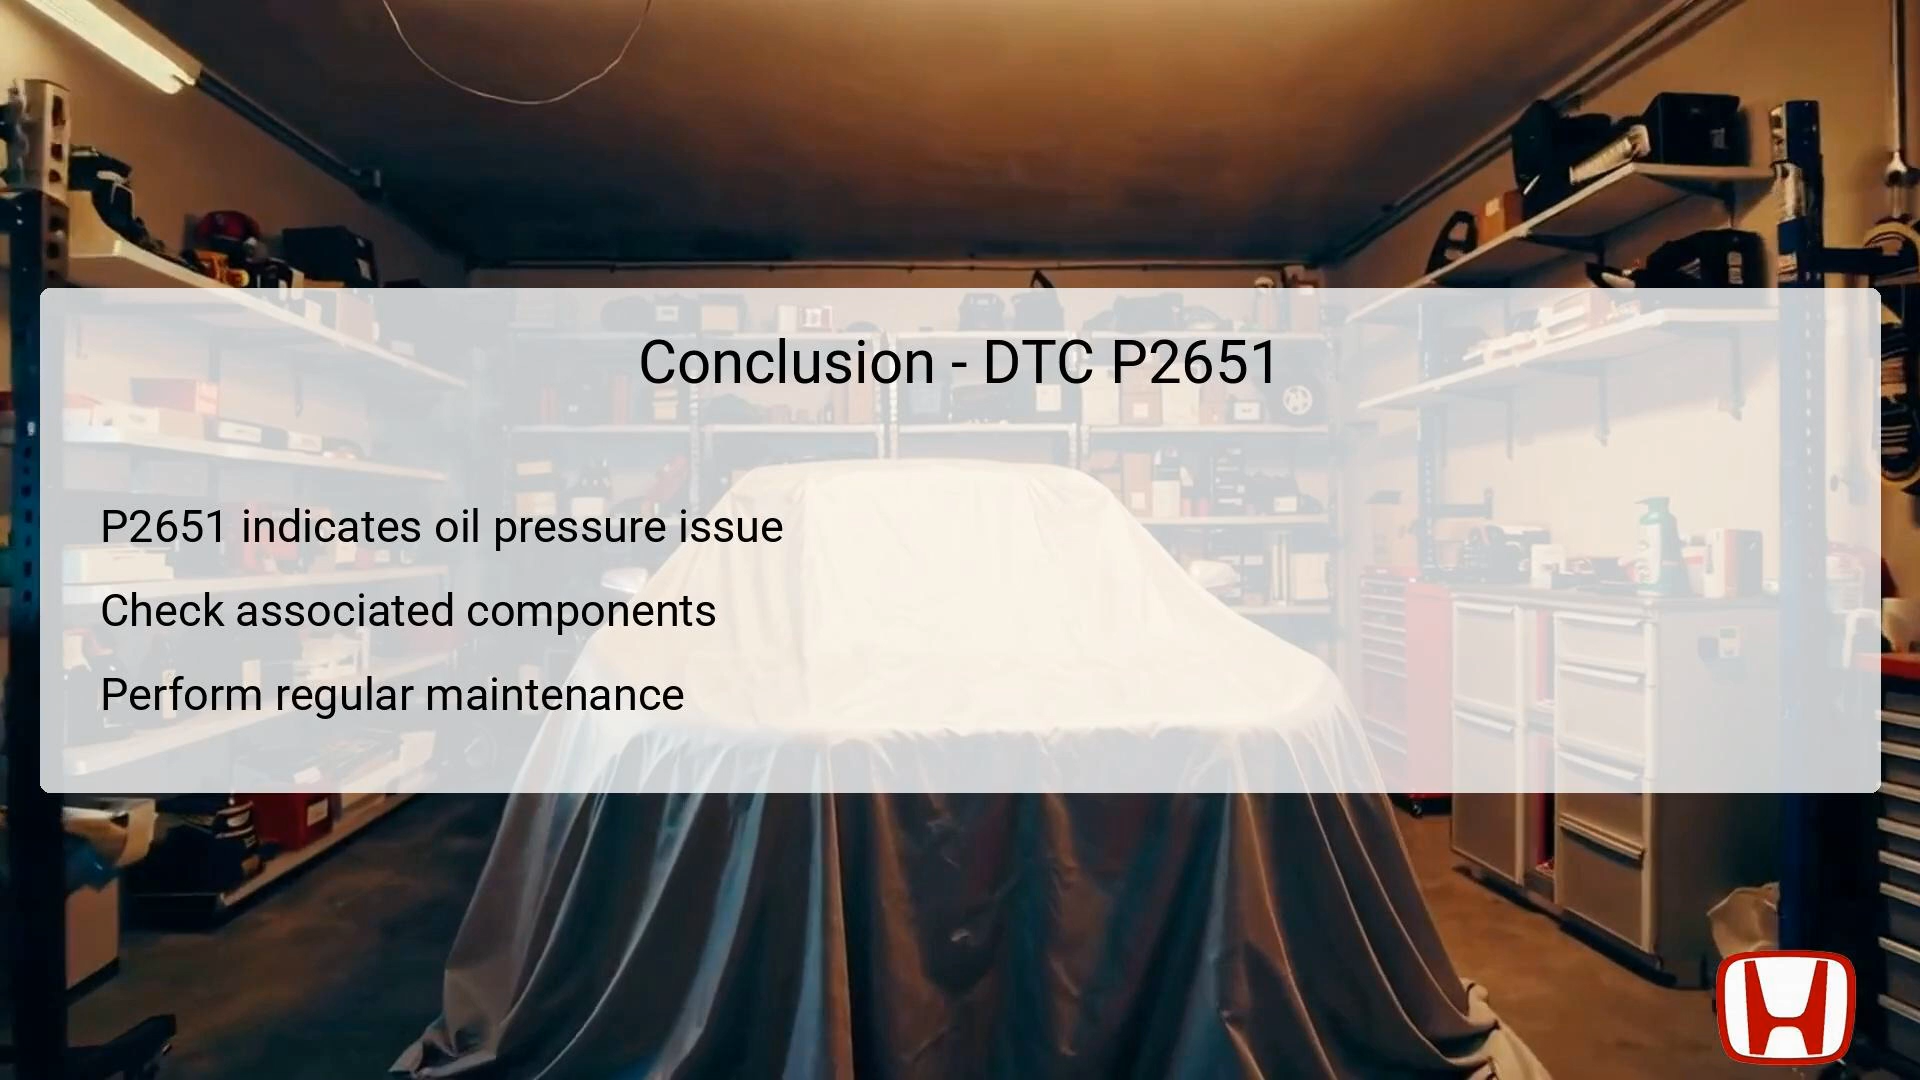 Conclusion - DTC P2651
P2651 indicates oil pressure issue
Check associated components
Perform regular maintenance